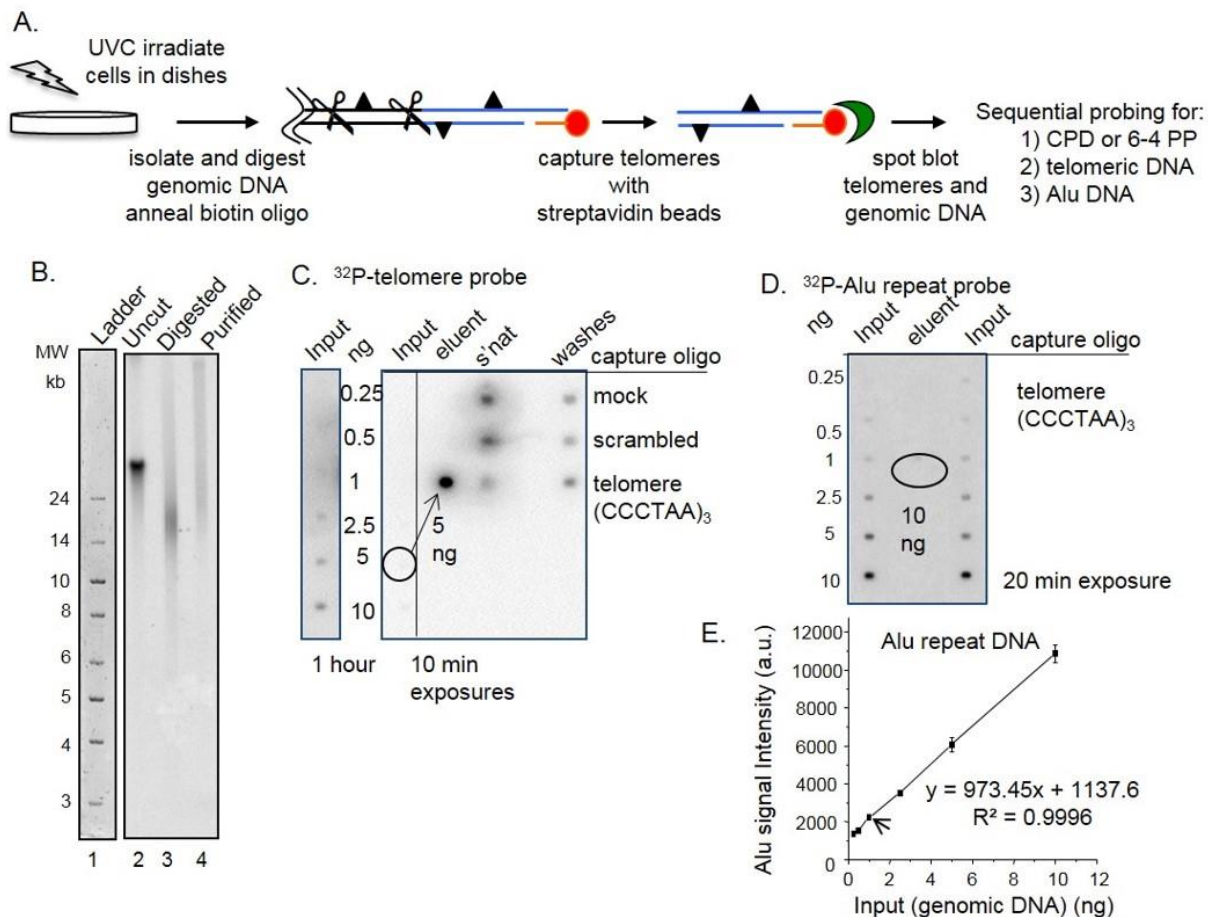 A.
UVC irradiate
cells in dishes
isolate and digest
genomic DNA
anneal biotin oligo
capture telomeres
with
streptavidin beads
spot blot
telomeres and
genomic DNA
Sequential probing for:
1) CPD or 6-4 PP
2) telomeric DNA
3) Alu DNA
B.
Ladder
Uncut
Digested
Purified
MW
kb
24
14
10
8
6
5
4
3
1 2 3 4
C. ³²P-telomere probe
Input
ng
Input
eluent
s'nat
washes
capture oligo
0.25
mock
0.5
scrambled
1
telomere
(CCCTAA)₃
2.5
5
5
ng
10
1 hour
10 min
exposures
D. ³²P-Alu repeat probe
ng
Input
eluent
Input
capture oligo
0.25
telomere
(CCCTAA)₃
0.5
1
2.5
10
ng
5
10
20 min exposure
E.
Alu repeat DNA
Alu signal Intensity (a.u.)
12000
10000
8000
6000
4000
2000
0
y = 973.45x + 1137.6
R² = 0.9996
0 2 4 6 8 10 12
Input (genomic DNA) (ng)